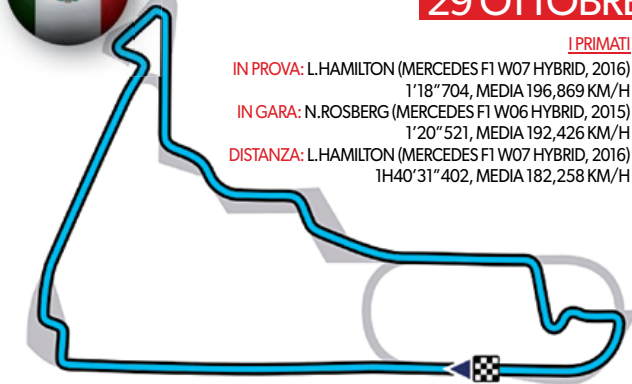 29 OTTOBRE
I PRIMATI
IN PROVA: L.HAMILTON (MERCEDES F1 W07 HYBRID, 2016)
1'18"704, MEDIA 196,869 KM/H
IN GARA: N.ROSBERG (MERCEDES F1 W06 HYBRID, 2015)
1'20"521, MEDIA 192,426 KM/H
DISTANZA: L.HAMILTON (MERCEDES F1 W07 HYBRID, 2016)
1H40'31"402, MEDIA 182,258 KM/H